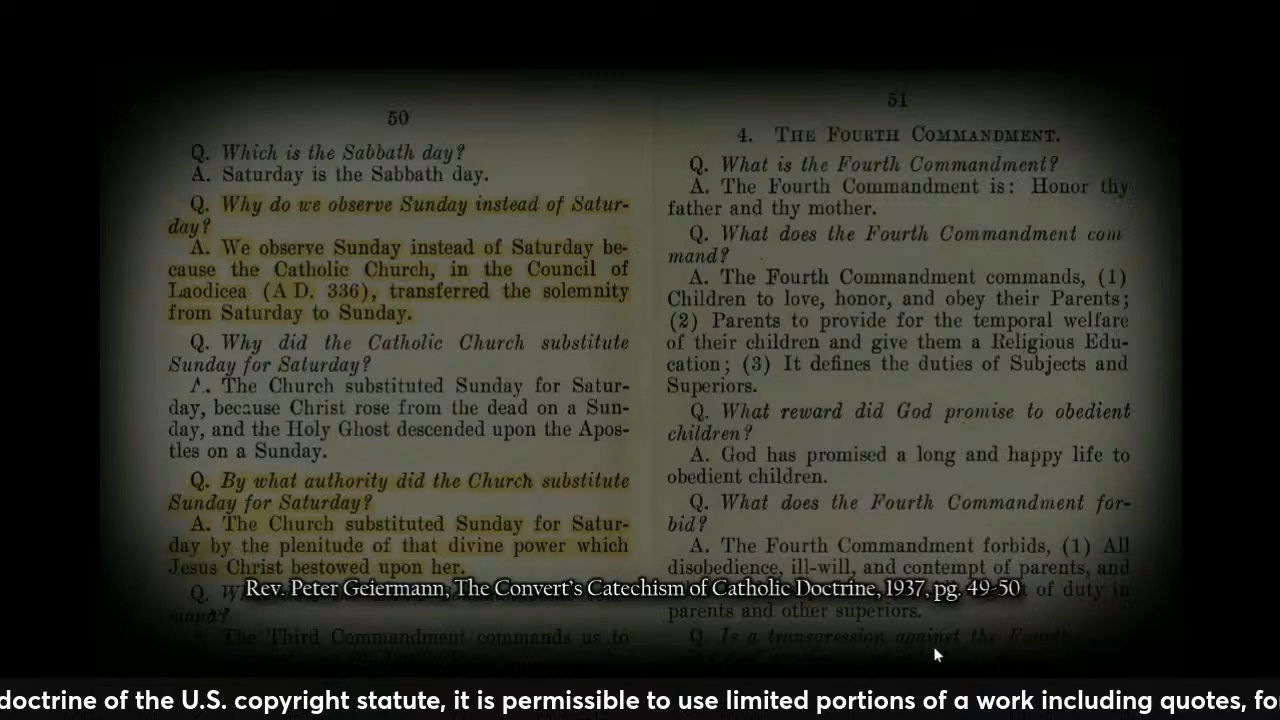 50
Q. Which is the Sabbath day?
A. Saturday is the Sabbath day.
Q. Why do we observe Sunday instead of Satur-
day?
A. We observe Sunday instead of Saturday be-
cause the Catholic Church, in the Council of
Laodicea (A D. 336), transferred the solemnity
from Saturday to Sunday.
Q. Why did the Catholic Church substitute
Sunday for Saturday?
A. The Church substituted Sunday for Satur-
day, because Christ rose from the dead on a Sun-
day, and the Holy Ghost descended upon the Apos-
tles on a Sunday.
Q. By what authority did the Church substitute
Sunday for Saturday?
A. The Church substituted Sunday for Satur-
day by the plenitude of that divine power which
Jesus Christ bestowed upon her.
Q.
mand?
The Third Commandment commands us to
51
4. THE FOURTH COMMANDMENT.
Q. What is the Fourth Commandment?
A. The Fourth Commandment is: Honor thy
father and thy mother.
Q. What does the Fourth Commandment com
mand?
A. The Fourth Commandment commands, (1)
Children to love, honor, and obey their Parents;
(2) Parents to provide for the temporal welfare
of their children and give them a Religious Edu-
cation; (3) It defines the duties of Subjects and
Superiors.
Q. What reward did God promise to obedient
children?
A. God has promised a long and happy life to
obedient children.
Q. What does the Fourth Commandment for-
bid?
A. The Fourth Commandment forbids, (1) All
disobedience, ill-will, and contempt of parents, and
of duty in
parents and other superiors.
Q. Is a transgression against the Fourth
Rev. Peter Geiermann, The Convert's Catechism of Catholic Doctrine, 1937, pg. 49-50
doctrine of the U.S. copyright statute, it is permissible to use limited portions of a work including quotes, fo